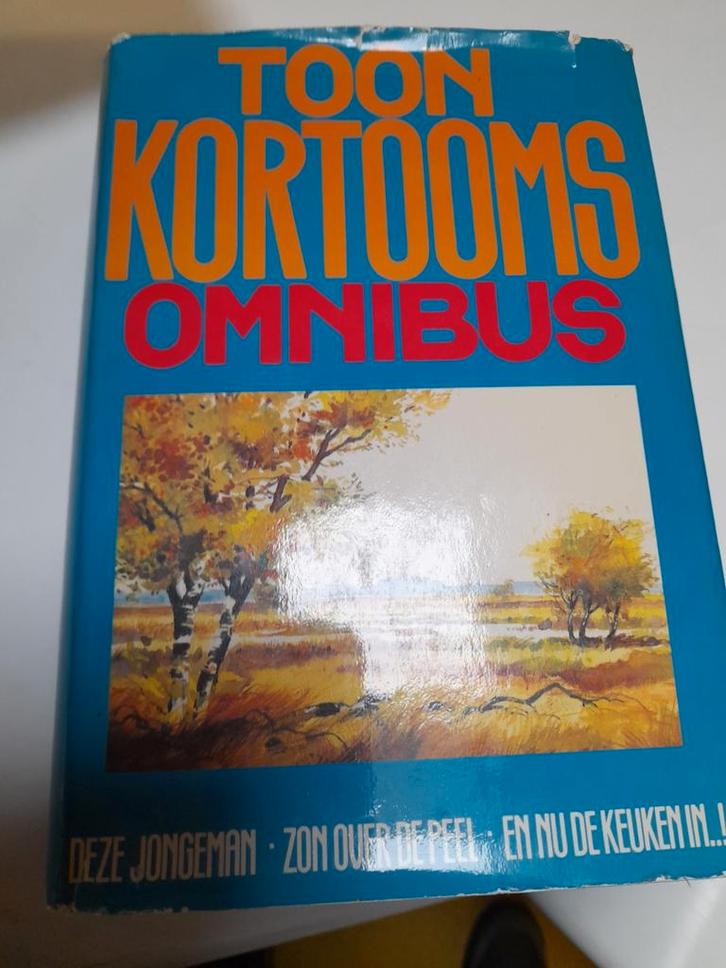 TOON
KORTOOMS
OMNIBUS
DEZE JONGEMAN · ZON OVER DE PEEL · EN NU DE KEUKEN IN..!